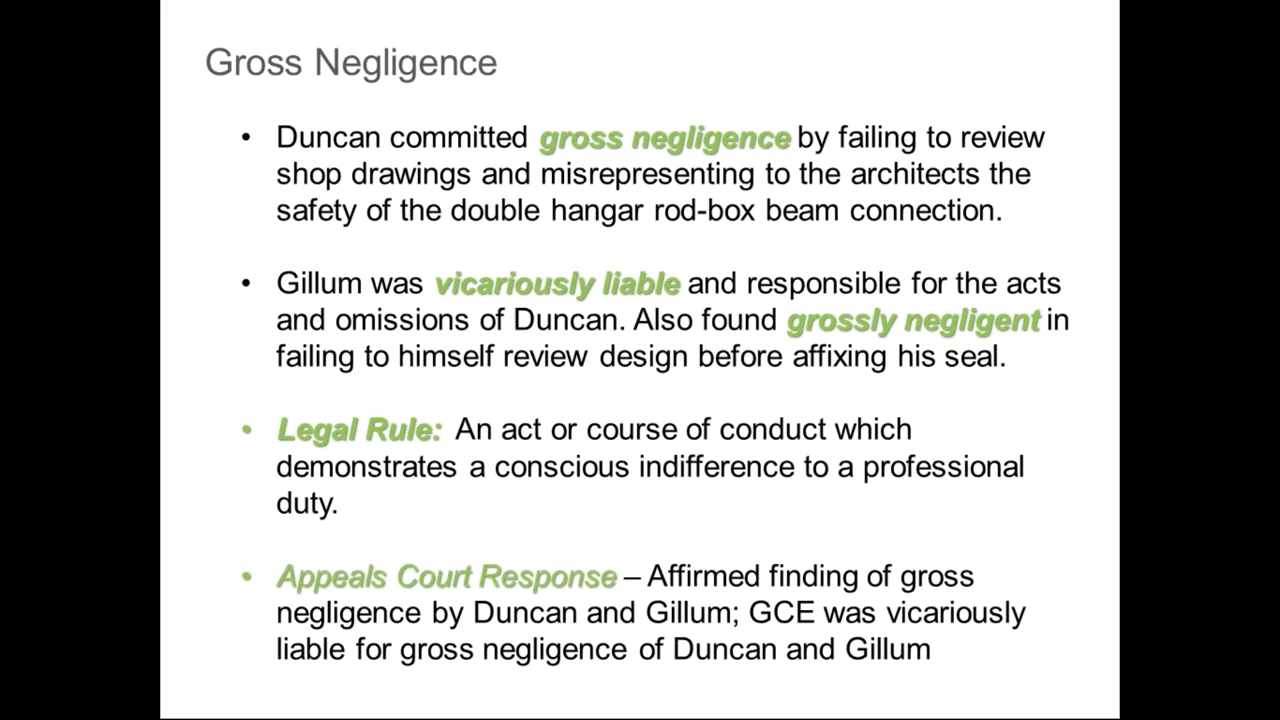 Gross Negligence
• Duncan committed gross negligence by failing to review
shop drawings and misrepresenting to the architects the
safety of the double hangar rod-box beam connection.
• Gillum was vicariously liable and responsible for the acts
and omissions of Duncan. Also found grossly negligent in
failing to himself review design before affixing his seal.
• Legal Rule: An act or course of conduct which
demonstrates a conscious indifference to a professional
duty.
• Appeals Court Response – Affirmed finding of gross
negligence by Duncan and Gillum; GCE was vicariously
liable for gross negligence of Duncan and Gillum